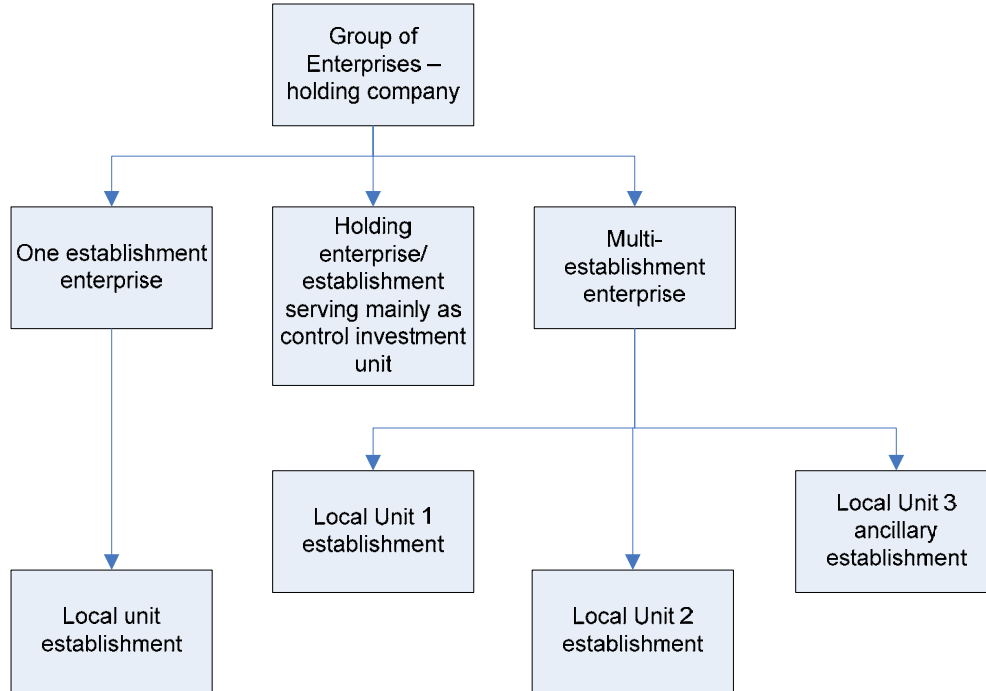 Group of
Enterprises –
holding company
One establishment
enterprise
Holding
enterprise/
establishment
serving mainly as
control investment
unit
Multi-
establishment
enterprise
Local Unit 1
establishment
Local Unit 3
ancillary
establishment
Local unit
establishment
Local Unit 2
establishment